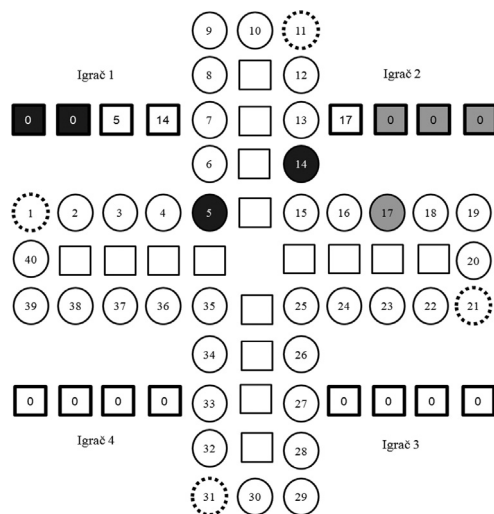 9 10 11
Igrač 1 8 12 Igrač 2
0 0 5 14 7 13 17 0 0 0
6 14
1 2 3 4 5 15 16 17 18 19
40 20
39 38 37 36 35 25 24 23 22 21
34 26
0 0 0 0 33 27 0 0 0 0
Igrač 4 32 28 Igrač 3
31 30 29